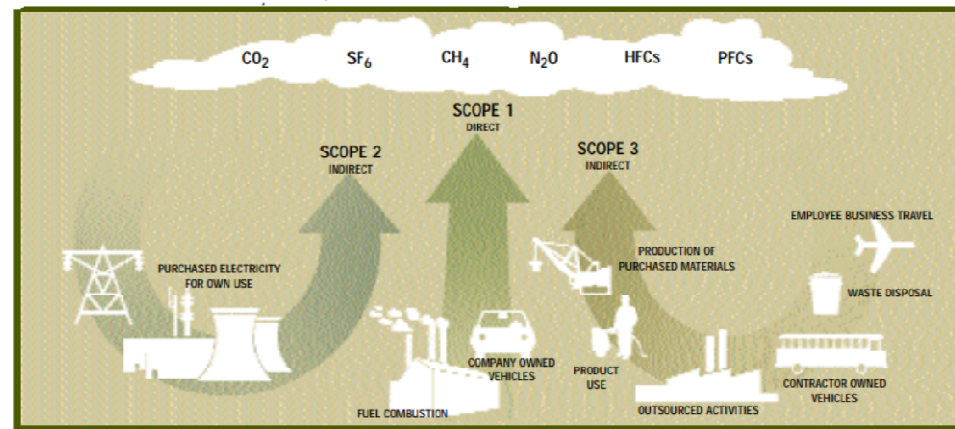 CO₂ SF₆ CH₄ N₂O HFCs PFCs
SCOPE 1
DIRECT
SCOPE 2
INDIRECT
SCOPE 3
INDIRECT
EMPLOYEE BUSINESS TRAVEL
PURCHASED ELECTRICITY
FOR OWN USE
PRODUCTION OF
PURCHASED MATERIALS
WASTE DISPOSAL
COMPANY OWNED
VEHICLES
PRODUCT
USE
CONTRACTOR OWNED
VEHICLES
FUEL COMBUSTION
OUTSOURCED ACTIVITIES